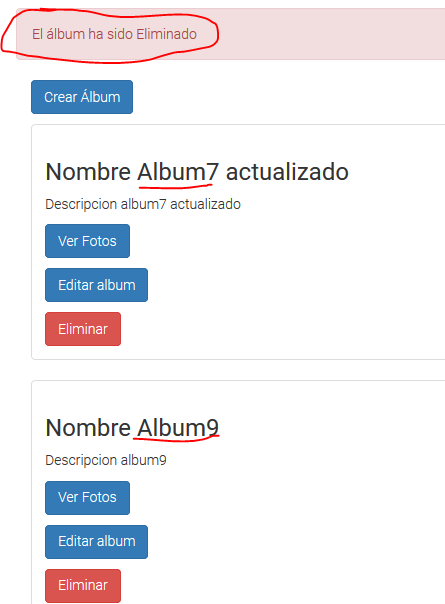 El álbum ha sido Eliminado
Crear Álbum
Nombre Album7 actualizado
Descripcion album7 actualizado
Ver Fotos
Editar album
Eliminar
Nombre Album9
Descripcion album9
Ver Fotos
Editar album
Eliminar